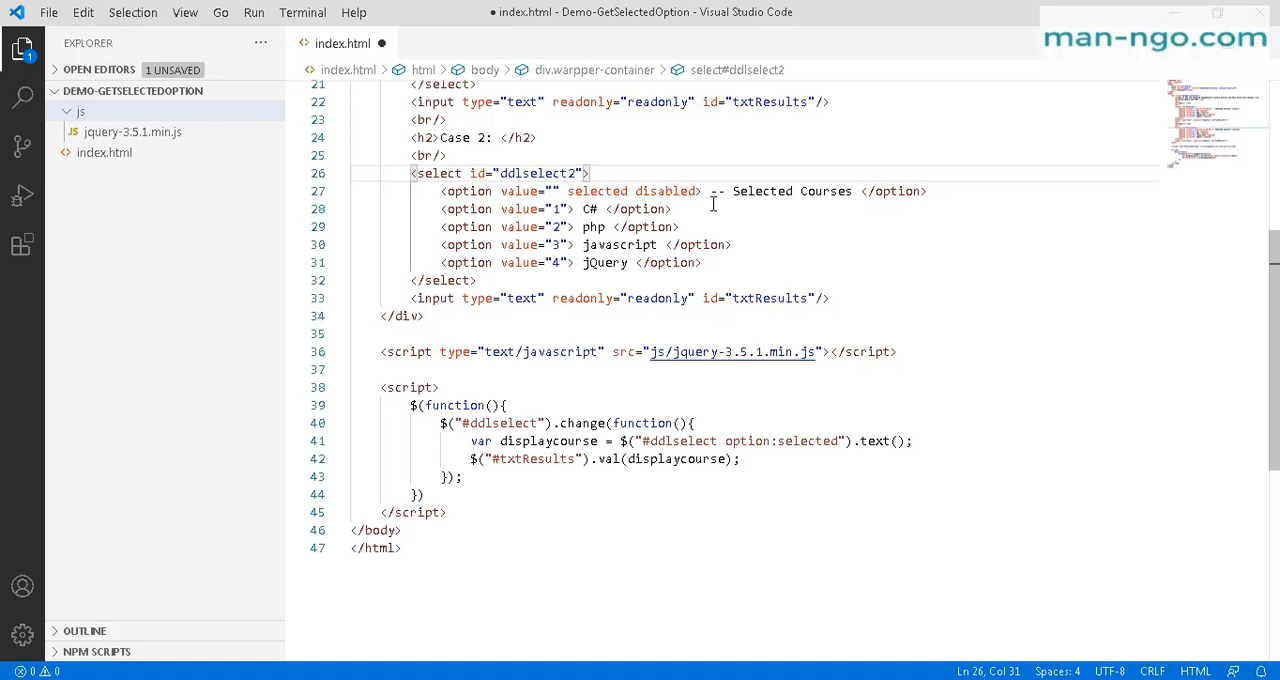 File Edit Selection View Go Run Terminal Help
● index.html - Demo-GetSelectedOption - Visual Studio Code
man-ngo.com
EXPLORER ...
index.html ●
OPEN EDITORS 1 UNSAVED
index.html > html > body > div.warpper-container > select#ddlselect2
1
DEMO-GETSELECTEDOPTION
js
JS jquery-3.5.1.min.js
<> index.html
21 </select>
22 <input type="text" readonly="readonly" id="txtResults"/>
23 <br/>
24 <h2>Case 2: </h2>
25 <br/>
26 <select id="ddlselect2">
27 <option value="" selected disabled> -- Selected Courses </option>
28 <option value="1"> C# </option>
29 <option value="2"> php </option>
30 <option value="3"> javascript </option>
31 <option value="4"> jQuery </option>
32 </select>
33 <input type="text" readonly="readonly" id="txtResults"/>
34 </div>
35
36 <script type="text/javascript" src="js/jquery-3.5.1.min.js"></script>
37
38 <script>
39 $(function(){
40 $("#ddlselect").change(function(){
41 var displaycourse = $("#ddlselect option:selected").text();
42 $("#txtResults").val(displaycourse);
43 });
44 })
45 </script>
46 </body>
47 </html>
OUTLINE
NPM SCRIPTS
0 0
Ln 26, Col 31 Spaces: 4 UTF-8 CRLF HTML